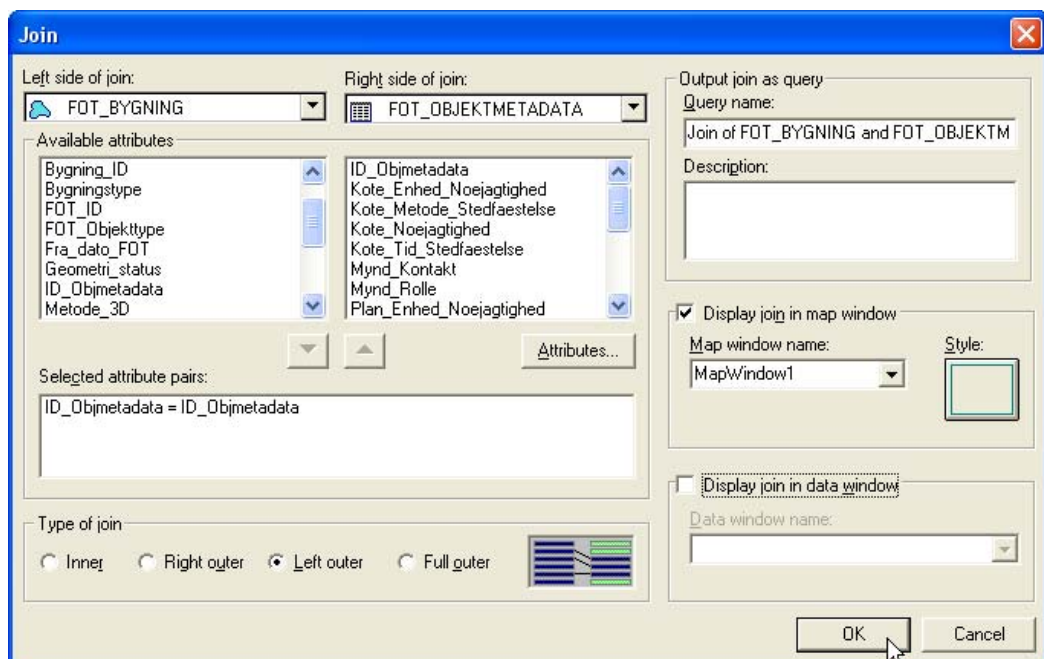 Join
Left side of join:
FOT_BYGNING
Right side of join:
FOT_OBJEKTMETADATA
Available attributes
Bygning_ID
Bygningstype
FOT_ID
FOT_Objekttype
Fra_dato_FOT
Geometri_status
ID_Objmetadata
Metode_3D
ID_Objmetadata
Kote_Enhed_Noejagtighed
Kote_Metode_Stedfaestelse
Kote_Noejagtighed
Kote_Tid_Stedfaestelse
Mynd_Kontakt
Mynd_Rolle
Plan_Enhed_Noejagtighed
Attributes...
Selected attribute pairs:
ID_Objmetadata = ID_Objmetadata
Type of join
Inner
Right outer
Left outer
Full outer
Output join as query
Query name:
Join of FOT_BYGNING and FOT_OBJEKTM
Description:
Display join in map window
Map window name:
MapWindow1
Style:
Display join in data window
Data window name:
OK
Cancel